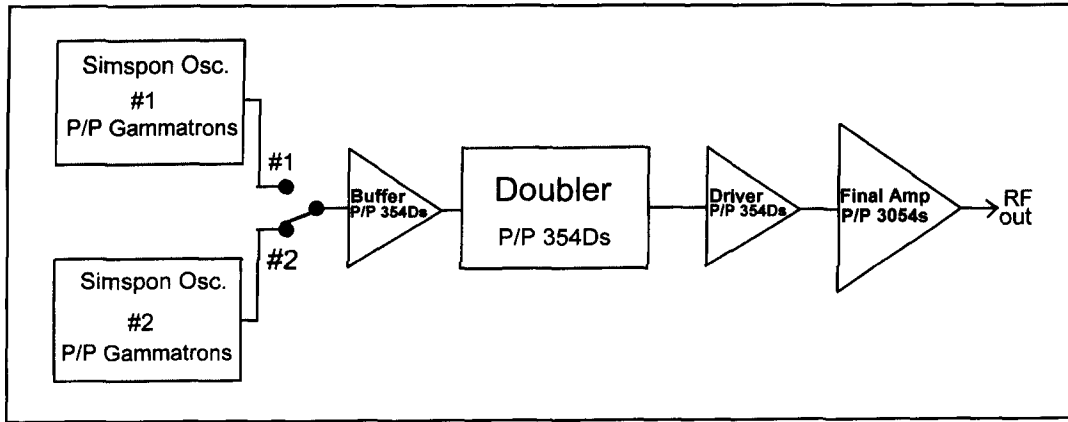 Simspon Osc.
#1
P/P Gammatrons
#1
#2
Simspon Osc.
#2
P/P Gammatrons
Buffer
P/P 354Ds
Doubler
P/P 354Ds
Driver
P/P 354Ds
Final Amp
P/P 3054s
RF
out